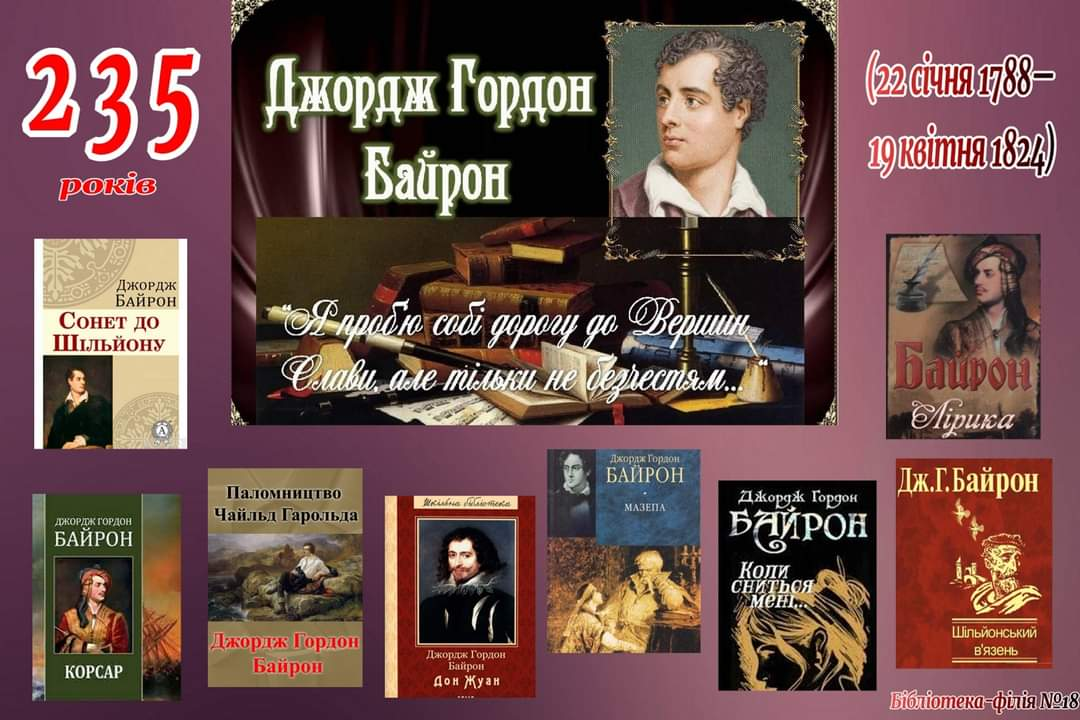 235
років
Джордж Гордон
Байрон
(22 січня 1788–
19 квітня 1824)
"Я проб'ю собі дорогу до Вершин
Слави, але тільки не безчестям..."
ДЖОРДЖ
БАЙРОН
СОНЕТ ДО
ШІЛЬЙОНУ
А
Байрон
Лірика
ДЖОРДЖ ГОРДОН
БАЙРОН
КОРСАР
Паломництво
Чайльд Гарольда
Джордж Гордон
Байрон
Шкільна бібліотека
Джордж Гордон
Байрон
Дон Жуан
Джордж Гордон
БАЙРОН
МАЗЕПА
Джордж Гордон
БАЙРОН
Коли
сниться
мені...
Дж.Г.Байрон
Шільйонський
в'язень
Бібліотека-філія №18